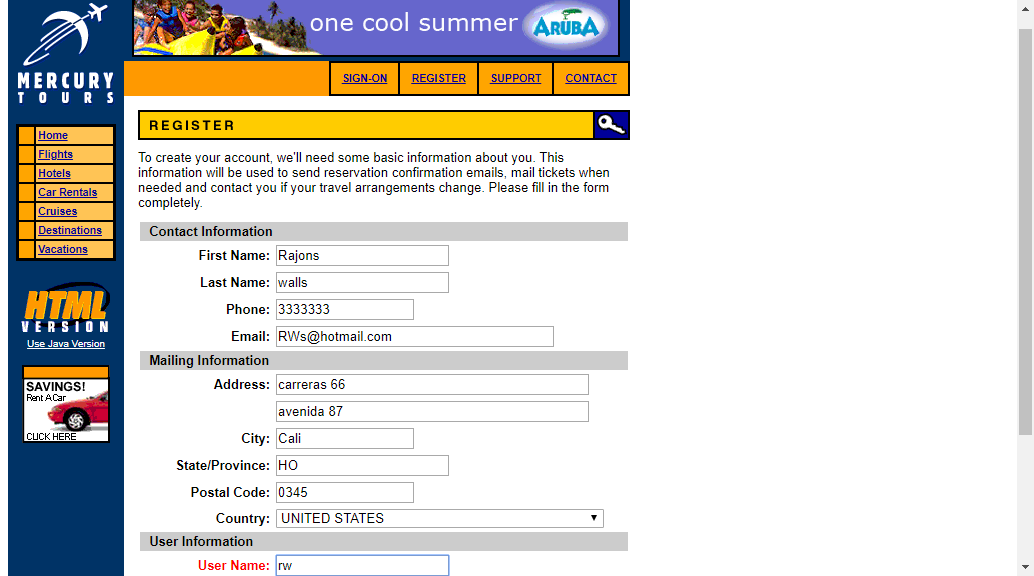 one cool summer
ARUBA
MERCURY
TOURS
SIGN-ON
REGISTER
SUPPORT
CONTACT
Home
Flights
Hotels
Car Rentals
Cruises
Destinations
Vacations
HTML
VERSION
Use Java Version
SAVINGS!
Rent A Car
CLICK HERE
REGISTER
To create your account, we'll need some basic information about you. This
information will be used to send reservation confirmation emails, mail tickets when
needed and contact you if your travel arrangements change. Please fill in the form
completely.
Contact Information
First Name: Rajons
Last Name: walls
Phone: 3333333
Email: RWs@hotmail.com
Mailing Information
Address: carreras 66
avenida 87
City: Cali
State/Province: HO
Postal Code: 0345
Country: UNITED STATES
User Information
User Name: rw